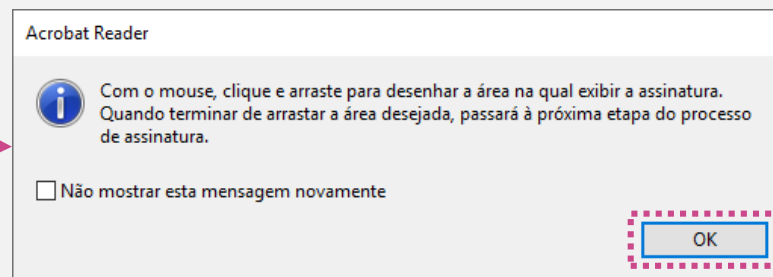 Acrobat Reader
Com o mouse, clique e arraste para desenhar a área na qual exibir a assinatura.
Quando terminar de arrastar a área desejada, passará à próxima etapa do processo
de assinatura.
Não mostrar esta mensagem novamente
OK